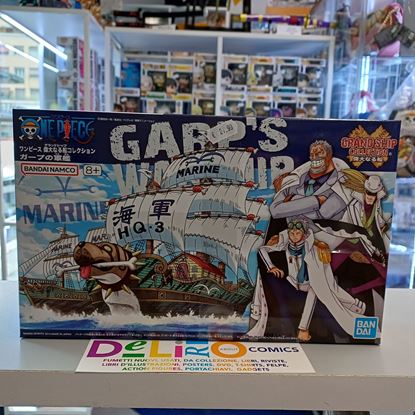 ONE PIECE
ワンピース 偉大なる船コレクション
ガープの軍艦
BANDAI NAMCO
8+
GARP'S
WARSHIP
GRAND SHIP
COLLECTION
偉大なる船
MARINE
MARINE
海軍
HQ-3
BAN
DAI
DeLiRiO
COMICS
FUMETTI NUOVI, USATI, DA COLLEZIONE, LIBRI, RIVISTE,
LIBRI D'ILLUSTRAZIONI, POSTERS, DVD, T-SHIRTS, FELPE,
ACTION FIGURES, PORTACHIAVI, GADGETS